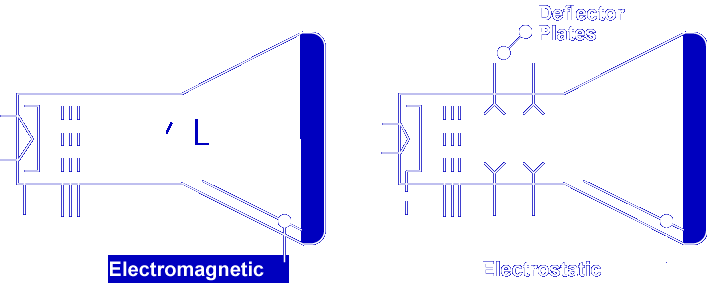 Deflector
Plates
L
Electromagnetic
Electrostatic